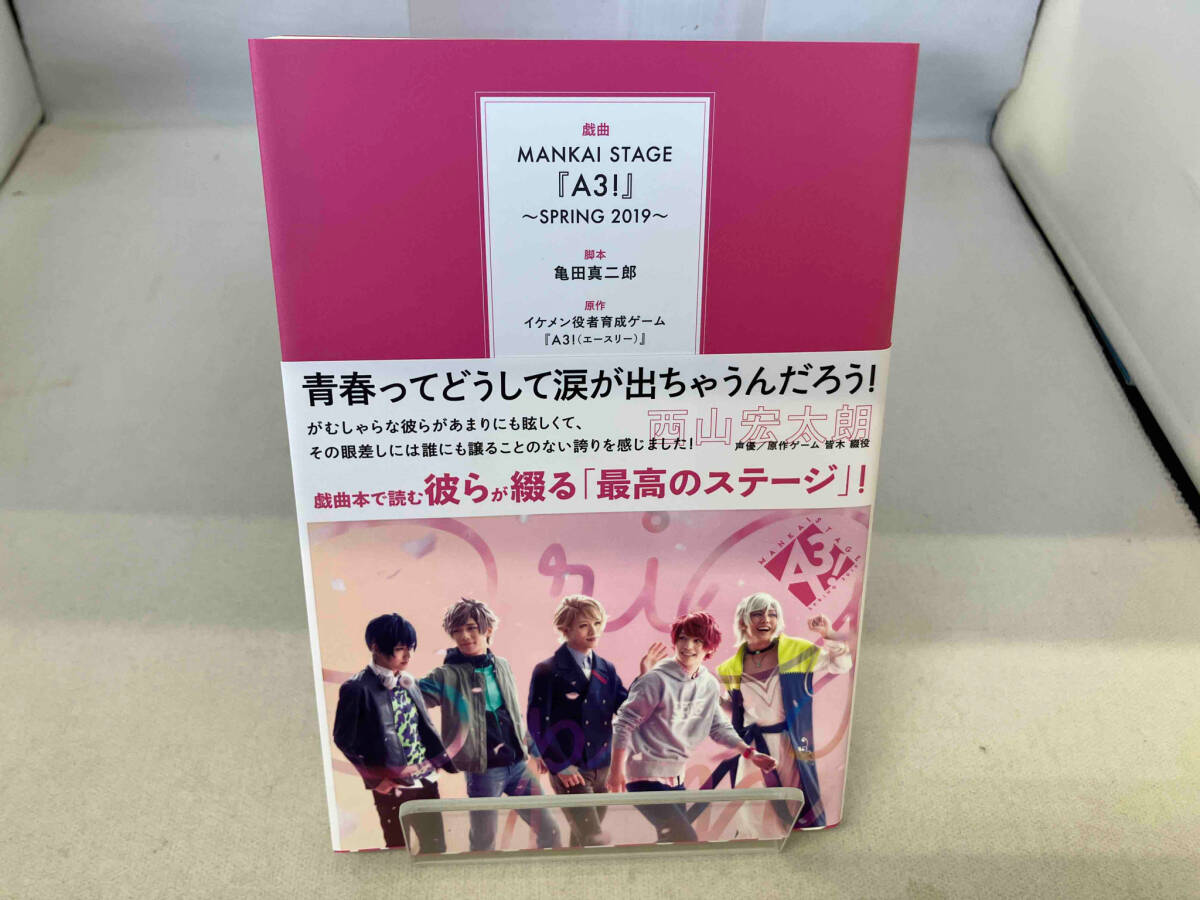 戯曲
MANKAI STAGE
『A3!』
～SPRING 2019～
脚本
亀田真二郎
原作
イケメン役者育成ゲーム
『A3!（エースリー）』
青春ってどうして涙が出ちゃうんだろう!
がむしゃらな彼らがあまりにも眩しくて、
その眼差しには誰にも譲ることのない誇りを感じました!
西山宏太朗
声優／原作ゲーム 皆木 綴役
戯曲本で読む彼らが綴る「最高のステージ」!
MANKAI STAGE
A3!